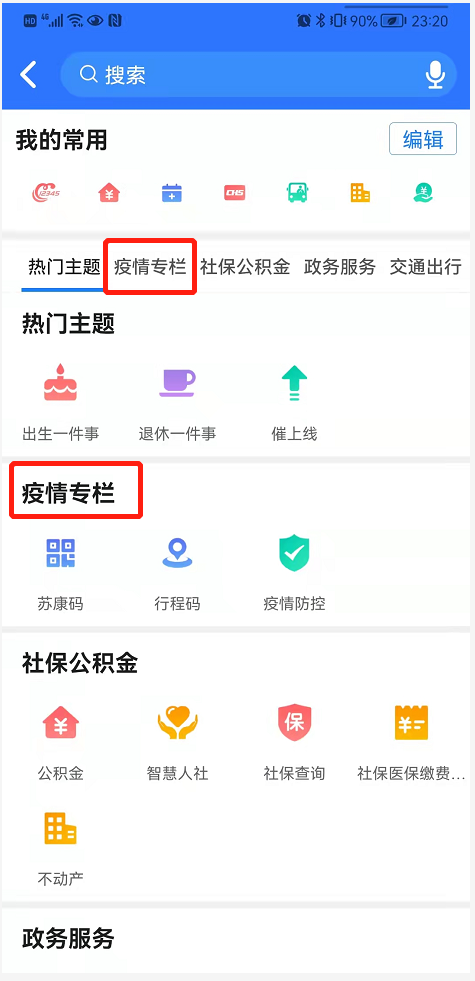 HD 4G 90% 23:20
搜索
我的常用
编辑
12345 CHS
热门主题 疫情专栏 社保公积金 政务服务 交通出行
热门主题
出生一件事 退休一件事 催上线
疫情专栏
苏康码 行程码 疫情防控
社保公积金
保
公积金 智慧人社 社保查询 社保医保缴费...
不动产
政务服务